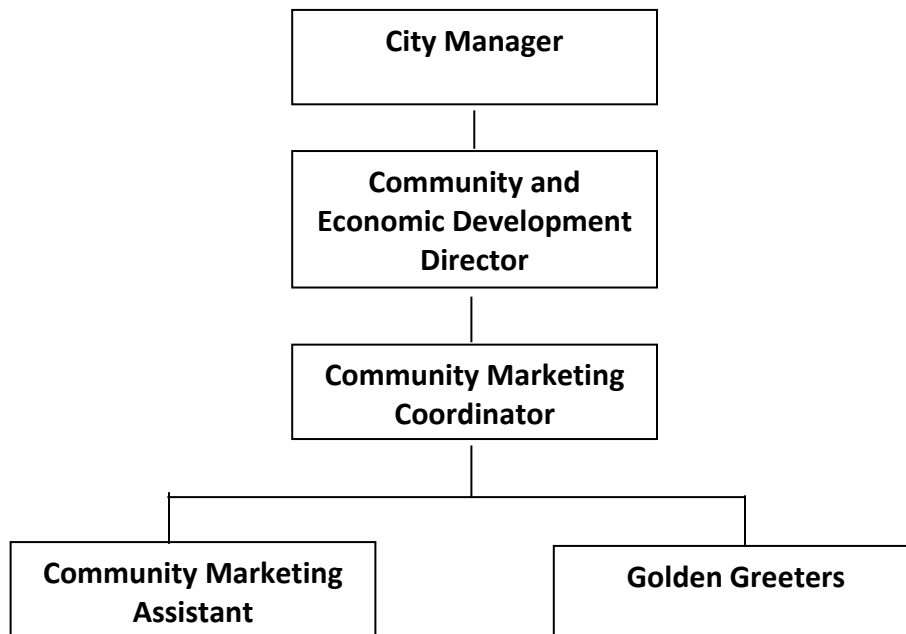 City Manager
Community and
Economic Development
Director
Community Marketing
Coordinator
Community Marketing
Assistant
Golden Greeters